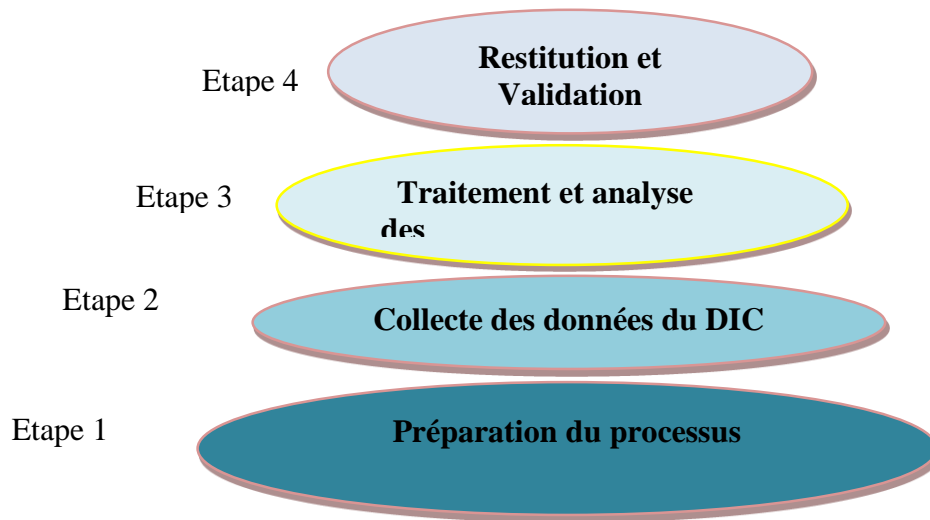 Etape 4
Restitution et
Validation
Etape 3
Traitement et analyse
des
Etape 2
Collecte des données du DIC
Etape 1
Préparation du processus